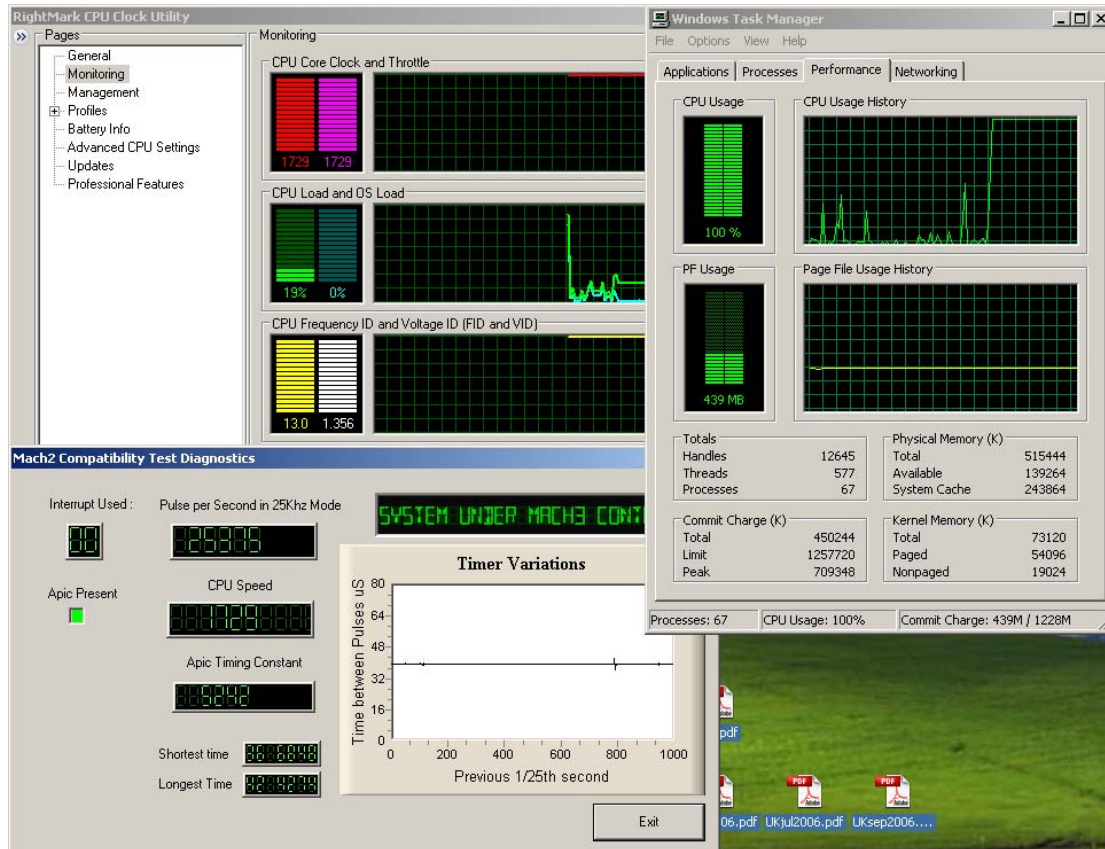 RightMark CPU Clock Utility
Pages
General
Monitoring
Management
Profiles
Battery Info
Advanced CPU Settings
Updates
Professional Features
Monitoring
CPU Core Clock and Throttle
1729 1729
CPU Load and OS Load
19% 0%
CPU Frequency ID and Voltage ID (FID and VID)
13.0 1.356
Windows Task Manager
File Options View Help
Applications Processes Performance Networking
CPU Usage
100 %
CPU Usage History
PF Usage
439 MB
Page File Usage History
Totals
Handles 12645
Threads 577
Processes 67
Physical Memory (K)
Total 515444
Available 139264
System Cache 243864
Commit Charge (K)
Total 450244
Limit 1257720
Peak 709348
Kernel Memory (K)
Total 73120
Paged 54096
Nonpaged 19024
Processes: 67 CPU Usage: 100% Commit Charge: 439M / 1228M
Mach2 Compatibility Test Diagnostics
Interrupt Used :
Pulse per Second in 25Khz Mode
SYSTEM UNDER MACH3
Apic Present
CPU Speed
1729
Apic Timing Constant
5242
Shortest time
Longest Time
Timer Variations
Time between Pulses uS
80
64
48
32
16
0
0 200 400 600 800 1000
Previous 1/25th second
Exit
pdf
06.pdf UKjul2006.pdf UKsep2006....